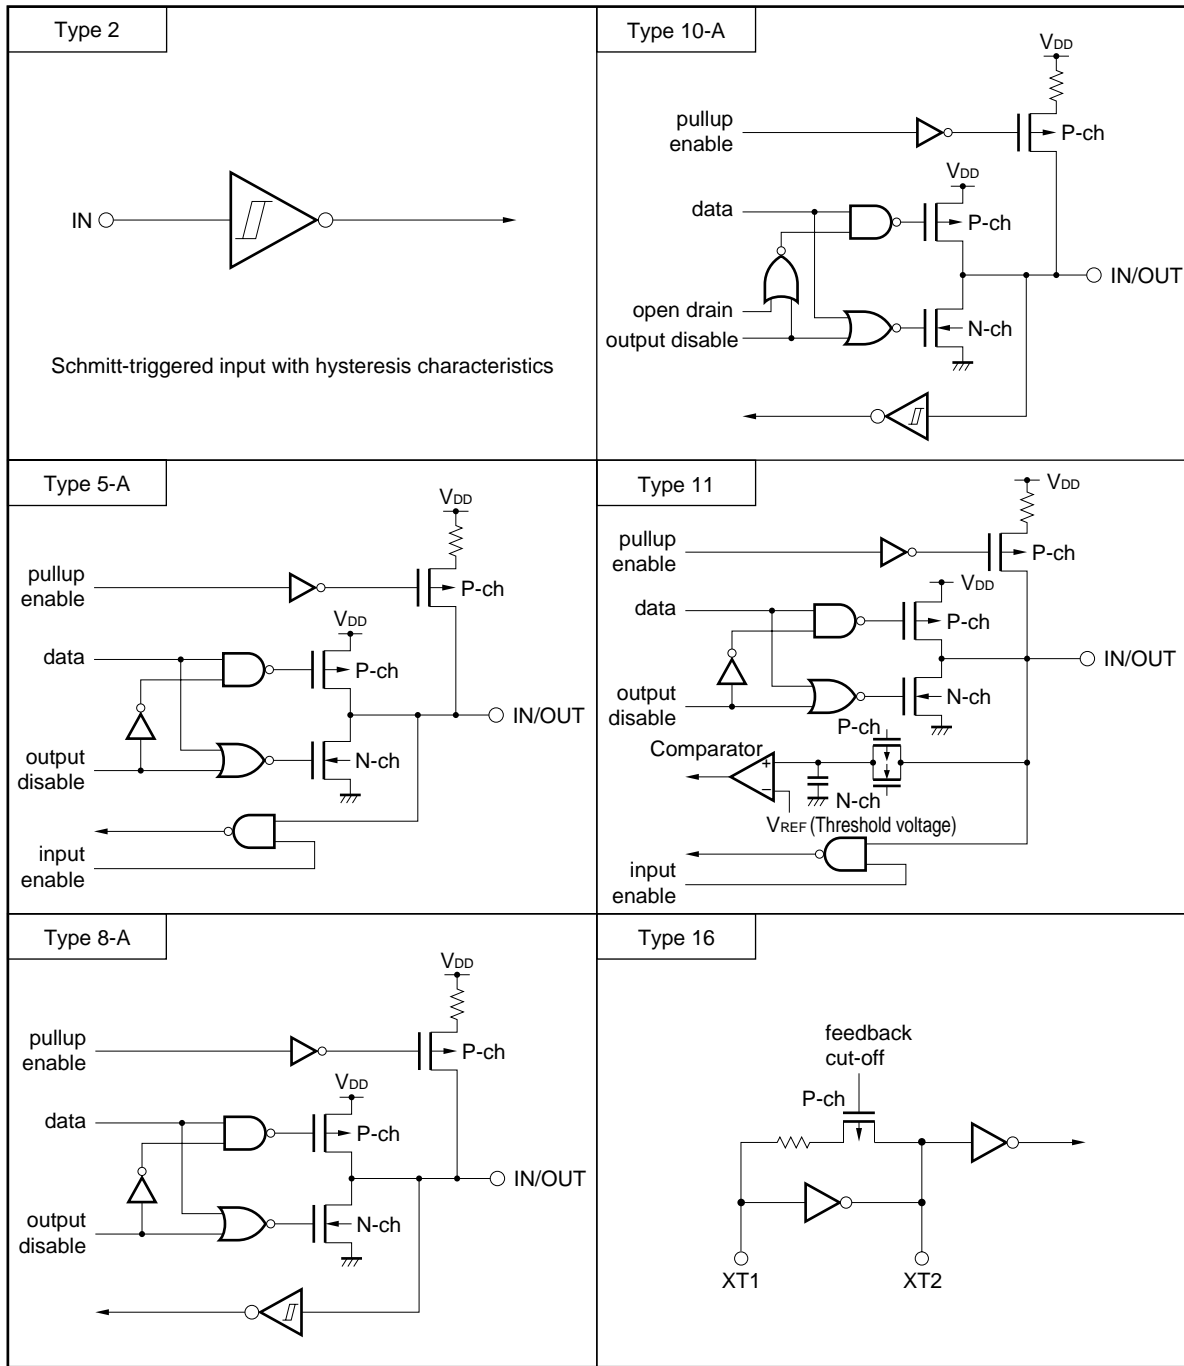 Type 2
IN
Schmitt-triggered input with hysteresis characteristics
Type 10-A
VDD
pullup
enable
P-ch
VDD
data
P-ch
IN/OUT
open drain
output disable
N-ch
Type 5-A
VDD
pullup
enable
P-ch
VDD
data
P-ch
IN/OUT
output
disable
N-ch
input
enable
Type 11
VDD
pullup
enable
P-ch
VDD
data
P-ch
IN/OUT
output
disable
N-ch
P-ch
Comparator
+
−
N-ch
VREF (Threshold voltage)
input
enable
Type 8-A
VDD
pullup
enable
P-ch
VDD
data
P-ch
IN/OUT
output
disable
N-ch
Type 16
feedback
cut-off
P-ch
XT1
XT2